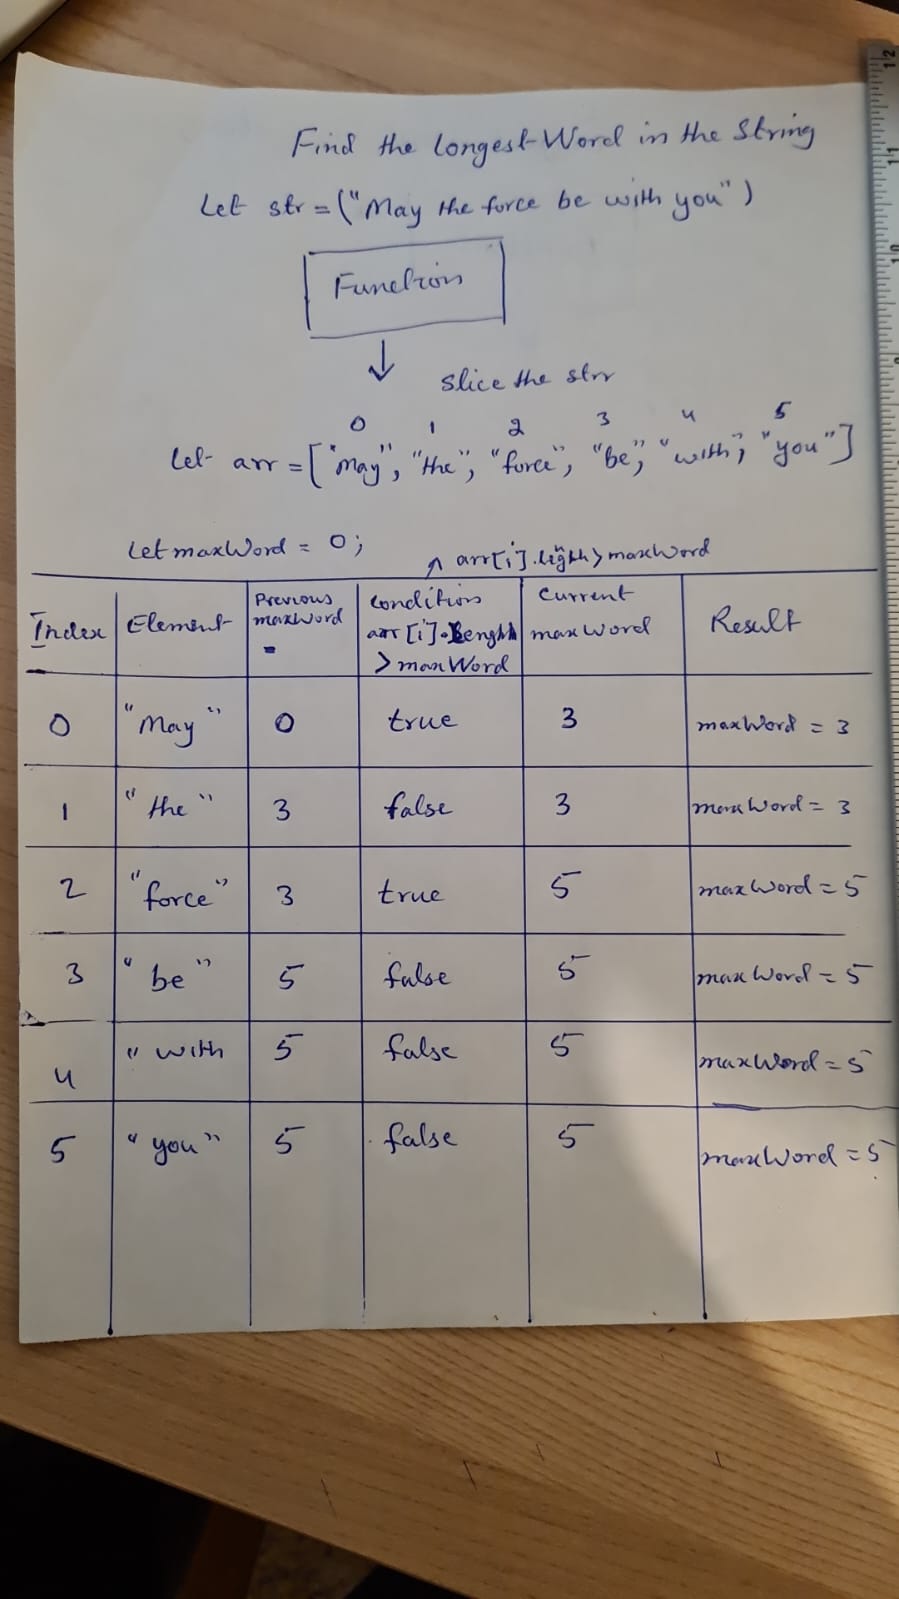 Find the Longest Word in the String
Let str = ("May the force be with you")
Function
↓
slice the strr
0 1 2 3 4 5
Let arr = ["may", "the", "force", "be", "with", "you"]
Let maxWord = 0;
^ arr[i].ligth > maxWord
Index | Element | Previous maxWord | Condition arr[i].Lenghh > maxWord | Current maxWord | Result
0 | "May" | 0 | true | 3 | maxWord = 3
1 | "the" | 3 | false | 3 | maxWord = 3
2 | "force" | 3 | true | 5 | maxWord = 5
3 | "be" | 5 | false | 5 | maxWord = 5
4 | "with | 5 | false | 5 | maxWord = 5
5 | "you" | 5 | false | 5 | maxWord = 5
12
11
10